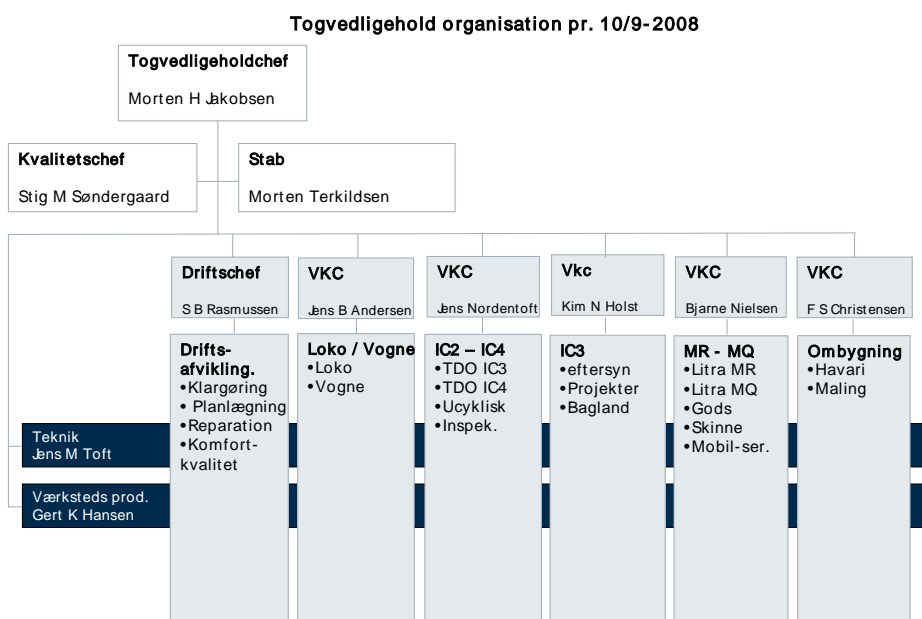 Togvedligehold organisation pr. 10/9-2008
Togvedligeholdchef
Morten H Jakobsen
Kvalitetschef
Stig M Søndergaard
Stab
Morten Terkildsen
Driftschef
S B Rasmussen
VKC
Jens B Andersen
VKC
Jens Nordentoft
Vkc
Kim N Holst
VKC
Bjarne Nielsen
VKC
F S Christensen
Drifts-
afvikling.
•Klargøring
• Planlægning
•Reparation
•Komfort-
kvalitet
Loko / Vogne
•Loko
•Vogne
IC2 – IC4
•TDO IC3
•TDO IC4
•Ucyklisk
•Inspek.
IC3
•eftersyn
•Projekter
•Bagland
MR - MQ
•Litra MR
•Litra MQ
•Gods
•Skinne
•Mobil-ser.
Ombygning
•Havari
•Maling
Teknik
Jens M Toft
Værksteds prod.
Gert K Hansen